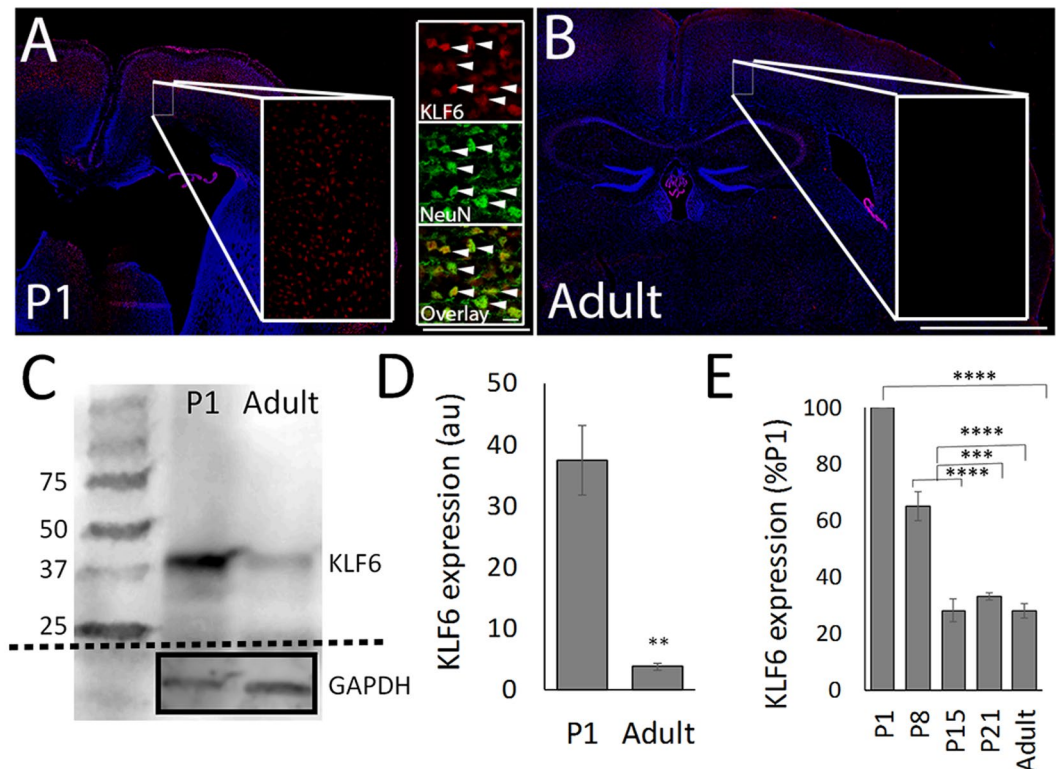 A
KLF6
NeuN
Overlay
P1
B
Adult
C
P1 Adult
75
50
37
25
KLF6
GAPDH
D
KLF6 expression (au)
50
40
30
20
10
0
**
P1 Adult
E
KLF6 expression (%P1)
100
80
60
40
20
0
****
****
***
****
P1
P8
P15
P21
Adult